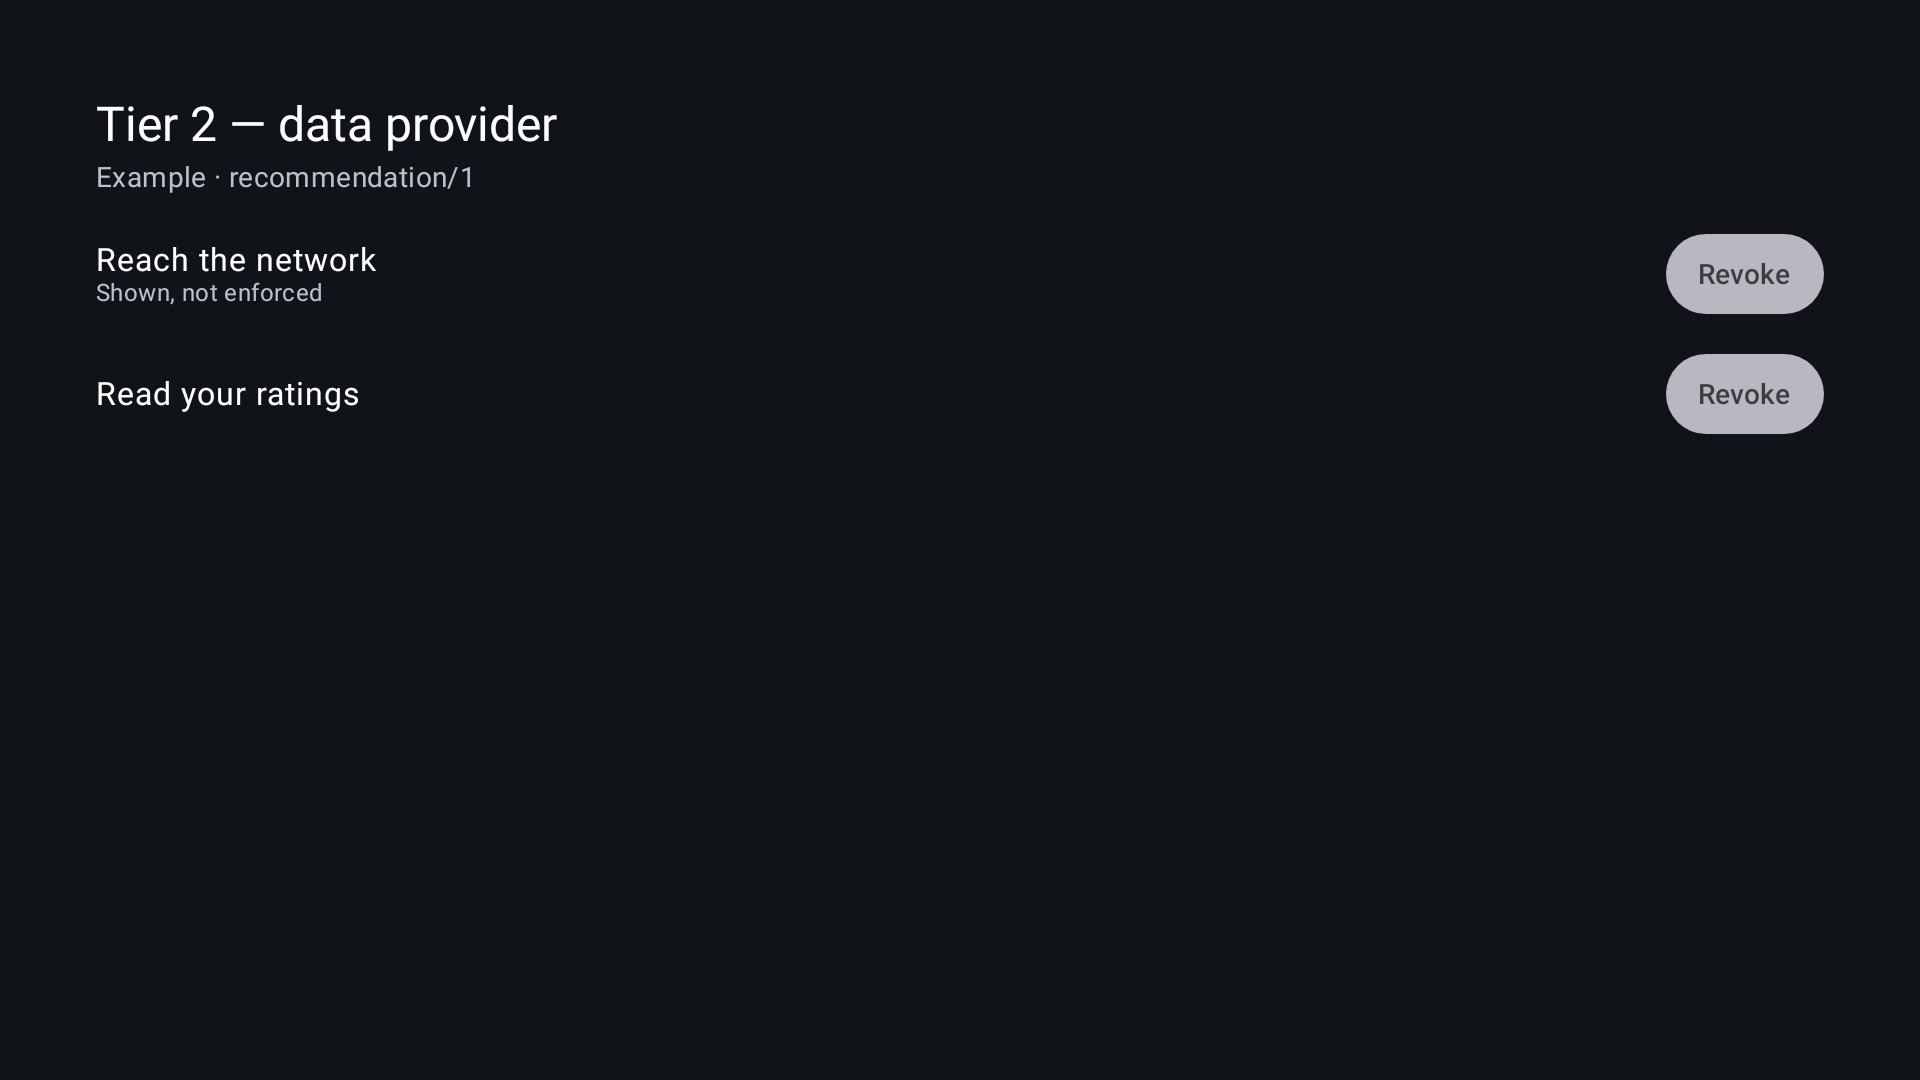 Tier 2 — data provider
Example · recommendation/1
Reach the network
Shown, not enforced
Revoke
Read your ratings
Revoke